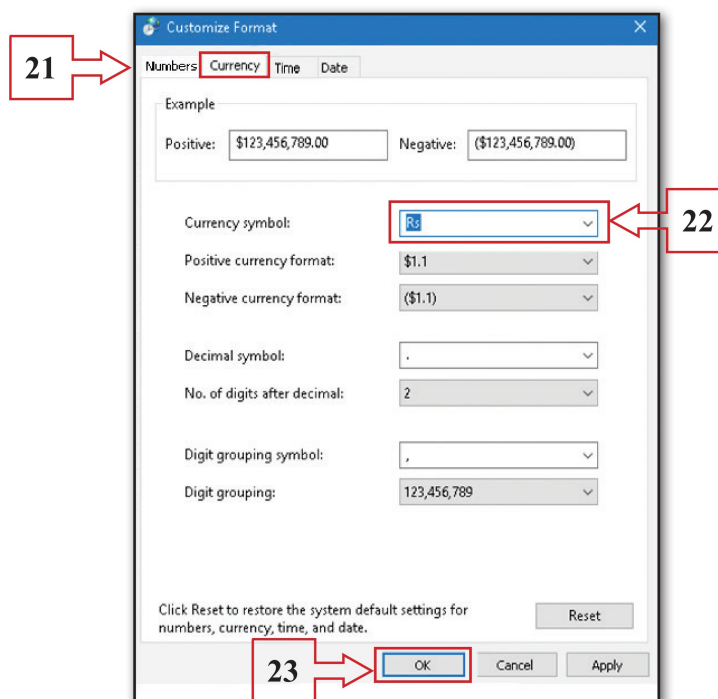 Customize Format
21
Numbers Currency Time Date
Example
Positive: $123,456,789.00 Negative: ($123,456,789.00)
Currency symbol: Rs
22
Positive currency format: $1.1
Negative currency format: ($1.1)
Decimal symbol: .
No. of digits after decimal: 2
Digit grouping symbol: ,
Digit grouping: 123,456,789
Click Reset to restore the system default settings for
numbers, currency, time, and date.
Reset
23
OK Cancel Apply